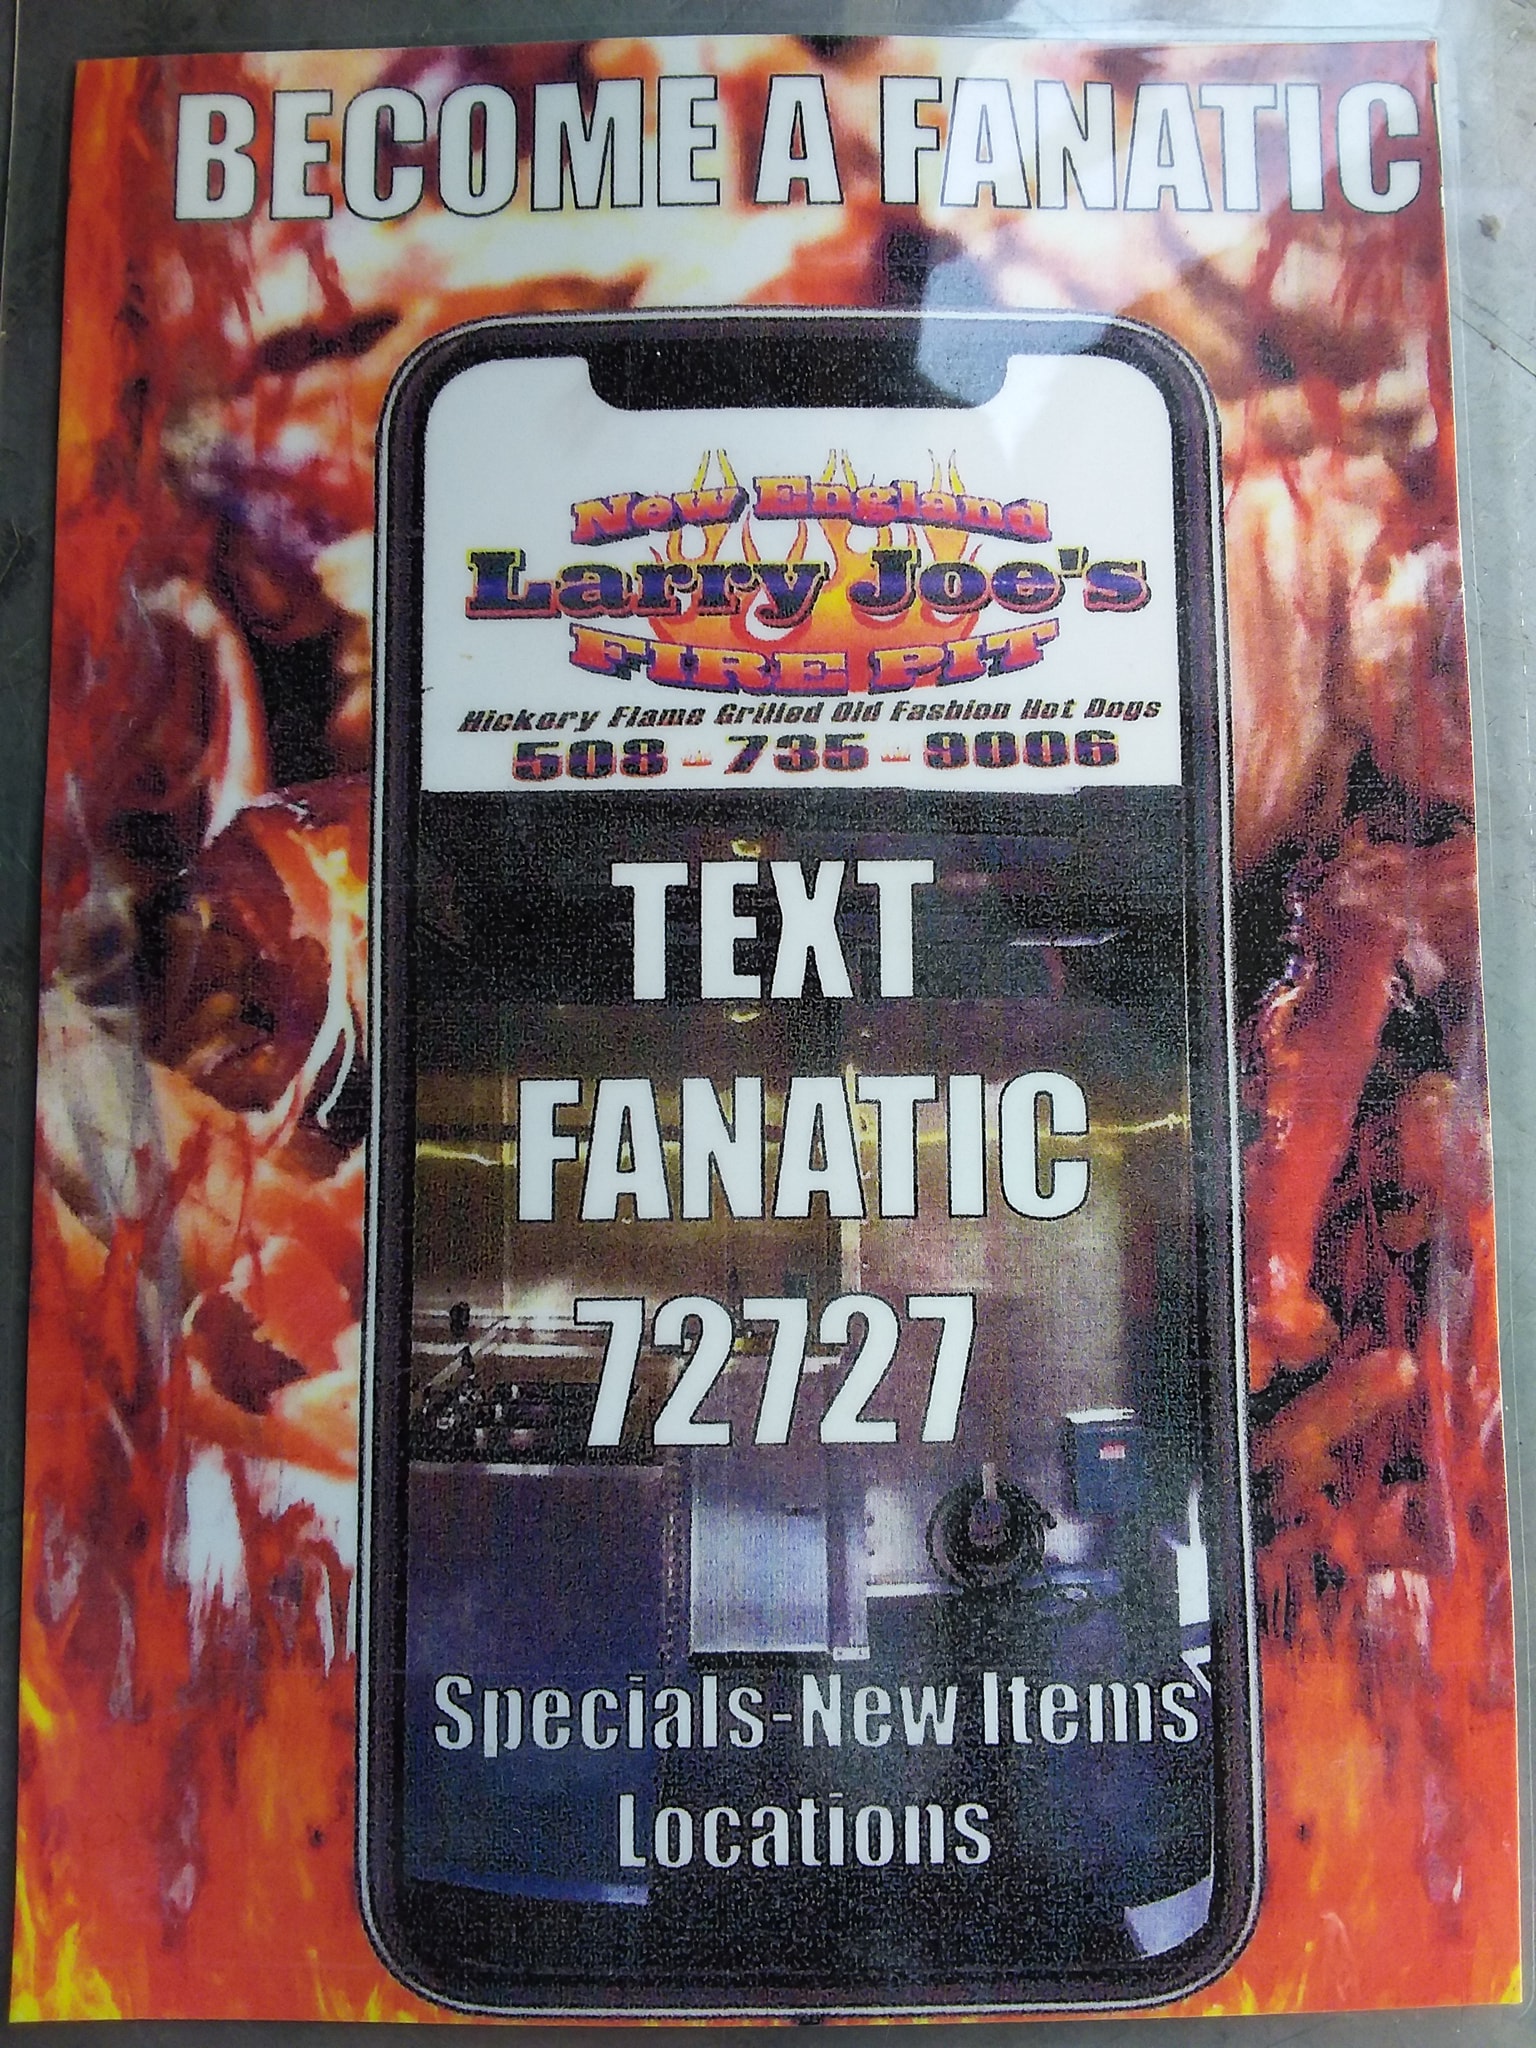 BECOME A FANATIC
New England
Larry Joe's
FIRE PIT
Hickory Flame Grilled Old Fashion Hot Dogs
508-735-9006
TEXT
FANATIC
72727
Specials-New Items
Locations